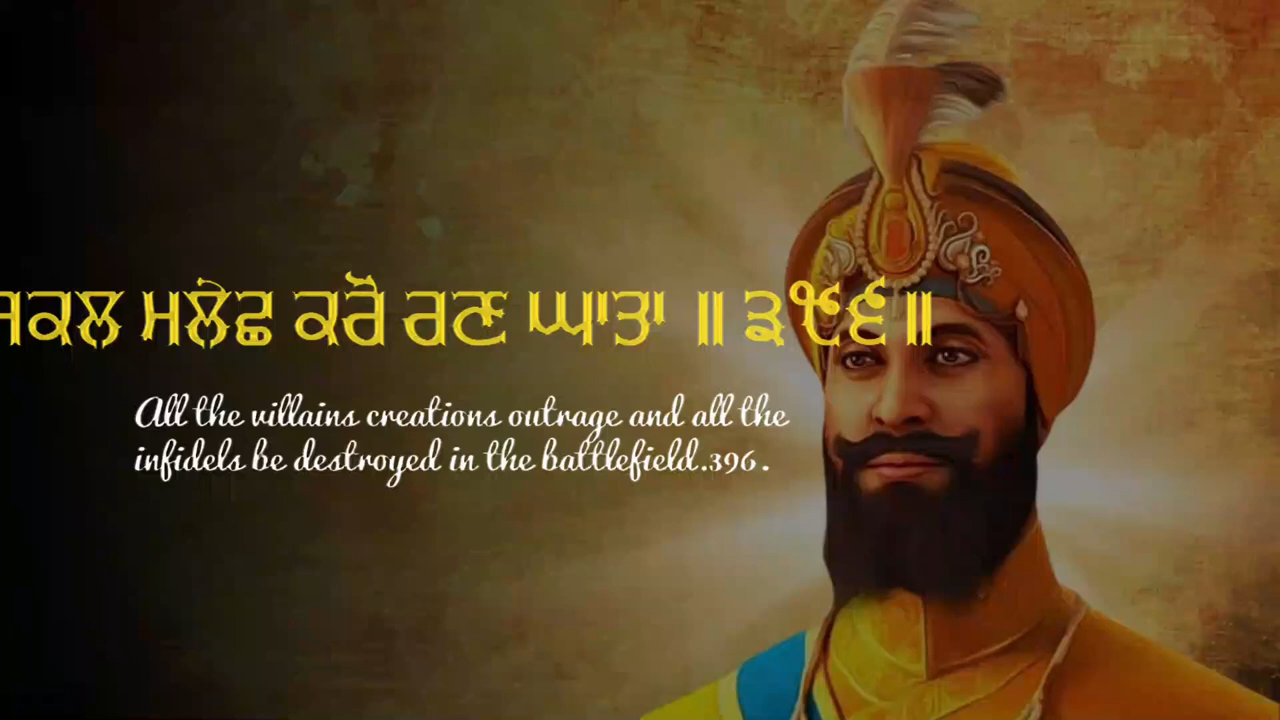 ਸਕਲ ਮਲੇਛ ਕਰੋ ਰਣ ਘਾਤਾ ॥੩੯੬॥
All the villains creations outrage and all the
infidels be destroyed in the battlefield.396.